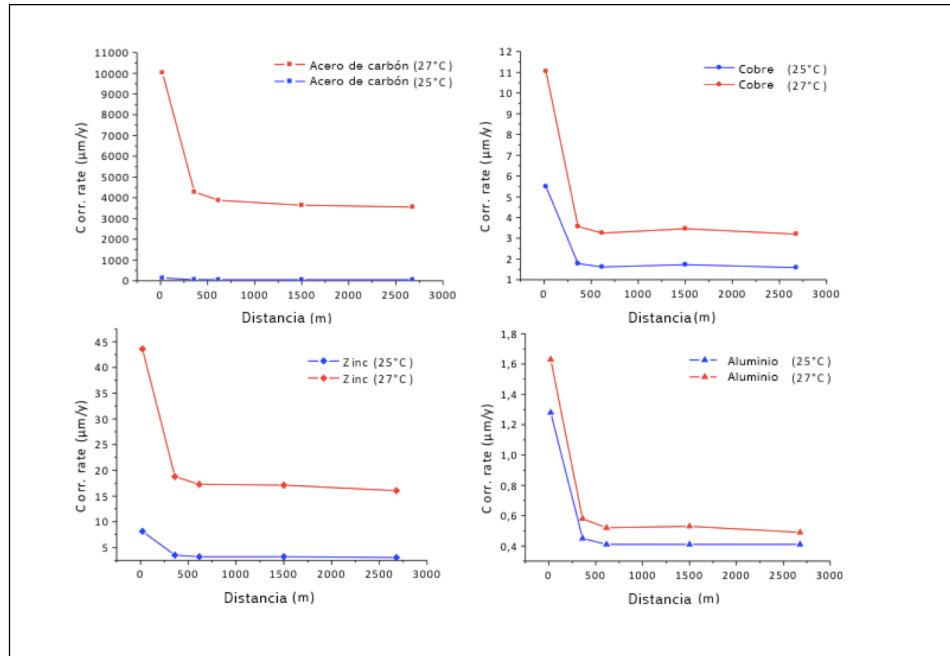 Acero de carbón (27°C)
Acero de carbón (25°C)
Corr. rate (µm/y)
11000
10000
9000
8000
7000
6000
5000
4000
3000
2000
1000
0
0 500 1000 1500 2000 2500 3000
Distancia (m)
Cobre (25°C)
Cobre (27°C)
Corr. rate (µm/y)
12
11
10
9
8
7
6
5
4
3
2
1
0 500 1000 1500 2000 2500 3000
Distancia (m)
Zinc (25°C)
Zinc (27°C)
Corr. rate (µm/y)
45
40
35
30
25
20
15
10
5
0 500 1000 1500 2000 2500 3000
Distancia (m)
Aluminio (25°C)
Aluminio (27°C)
Corr. rate (µm/y)
1,8
1,6
1,4
1,2
1,0
0,8
0,6
0,4
0 500 1000 1500 2000 2500 3000
Distancia (m)